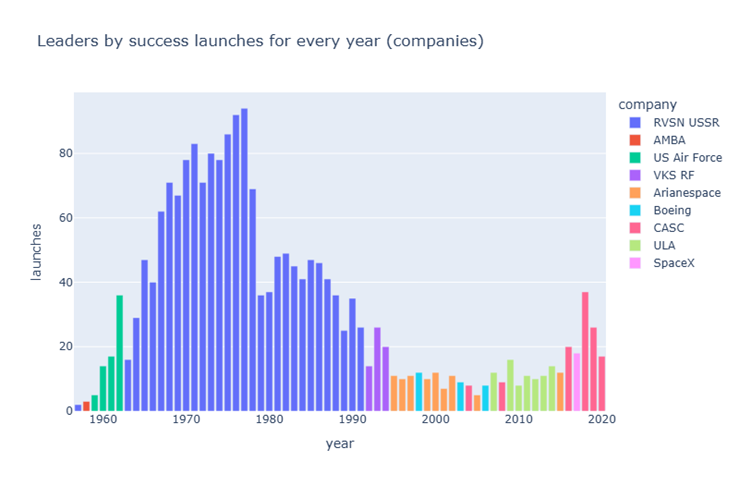 Leaders by success launches for every year (companies)
company
RVSN USSR
AMBA
US Air Force
VKS RF
Arianespace
Boeing
CASC
ULA
SpaceX
launches
80
60
40
20
0
1960 1970 1980 1990 2000 2010 2020
year